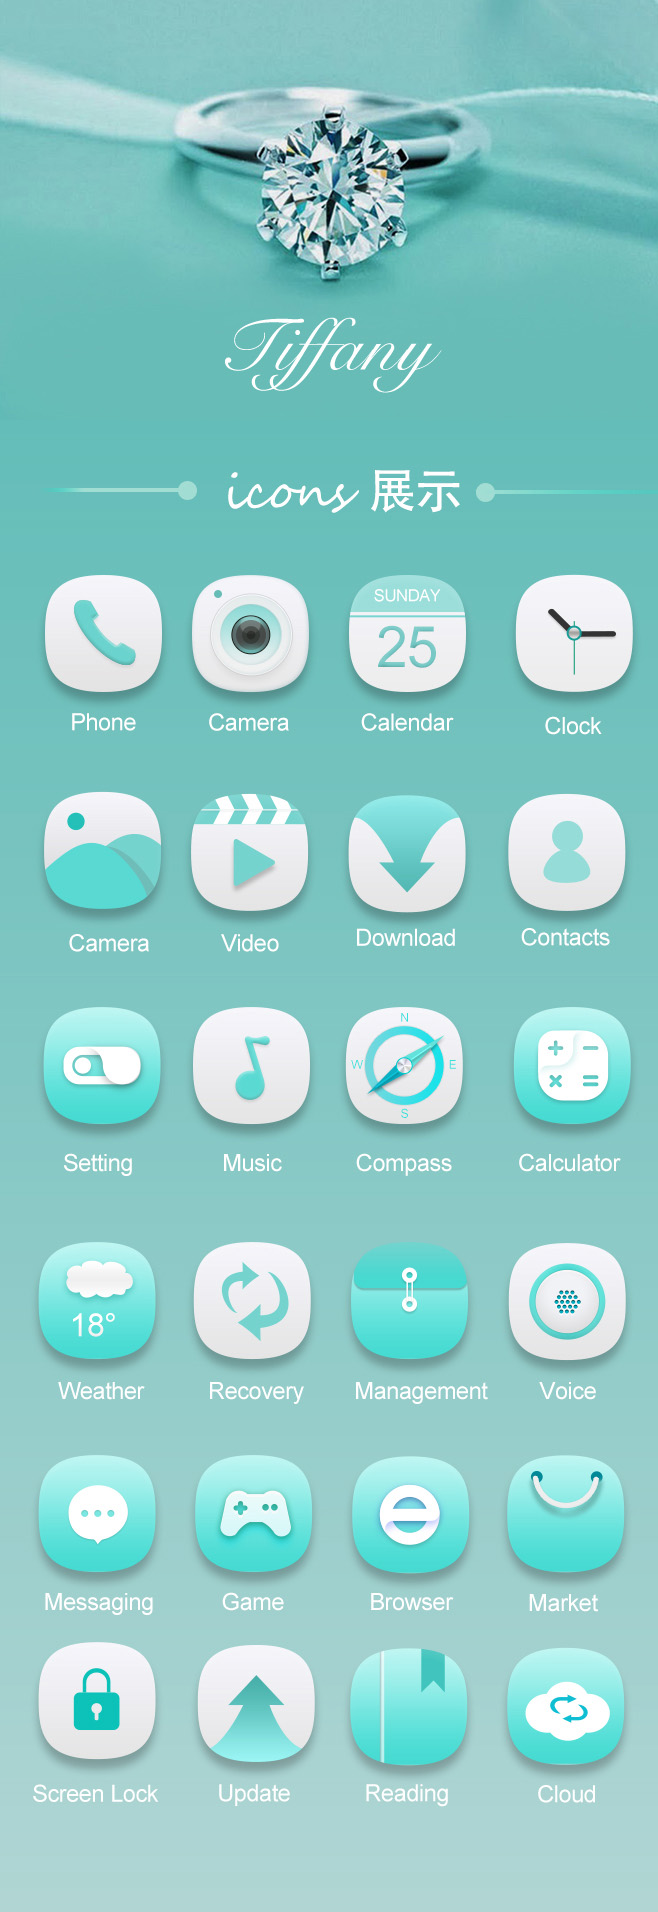 Tiffany
icons 展示
SUNDAY
25
Phone
Camera
Calendar
Clock
Camera
Video
Download
Contacts
N
W
E
S
Setting
Music
Compass
Calculator
18°
Weather
Recovery
Management
Voice
Messaging
Game
Browser
Market
Screen Lock
Update
Reading
Cloud